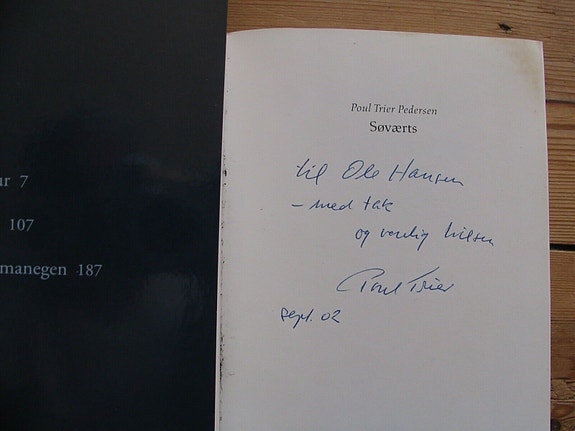 ur 7
107
manegen 187
Poul Trier Pedersen
Søværts
til Ole Hansen
- med tak
og venlig hilsen
Poul Trier
sept. 02